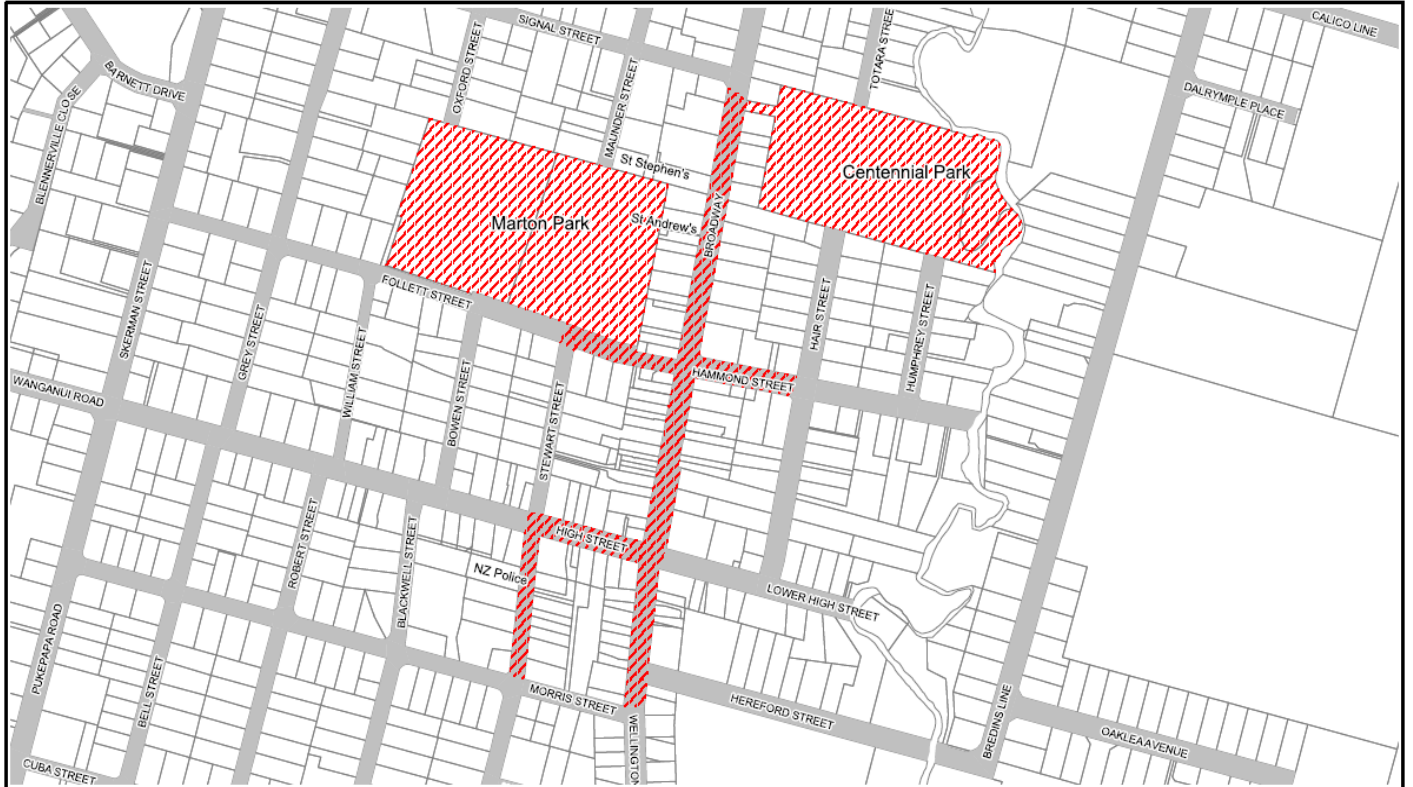 SIGNAL STREET
CALICO LINE
TOTARA STREE
OXFORD STREET
BARNETT DRIVE
MAUNDER STREET
DALRYMPLE PLACE
BLENNERVILLE CLOSE
St Stephen's
Centennial Park
Marton Park
St Andrew's
BROADWAY
FOLLETT STREET
SKERMAN STREET
GREY STREET
HAIR STREET
HUMPHREY STREET
WILLIAM STREET
HAMMOND STREET
WANGANUI ROAD
BOWEN STREET
STEWART STREET
HIGH STREET
ROBERT STREET
BLACKWELL STREET
NZ Police
LOWER HIGH STREET
PUKEPAPA ROAD
BELL STREET
MORRIS STREET
HEREFORD STREET
BREDINS LINE
WELLINGTON
OAKLEA AVENUE
CUBA STREET